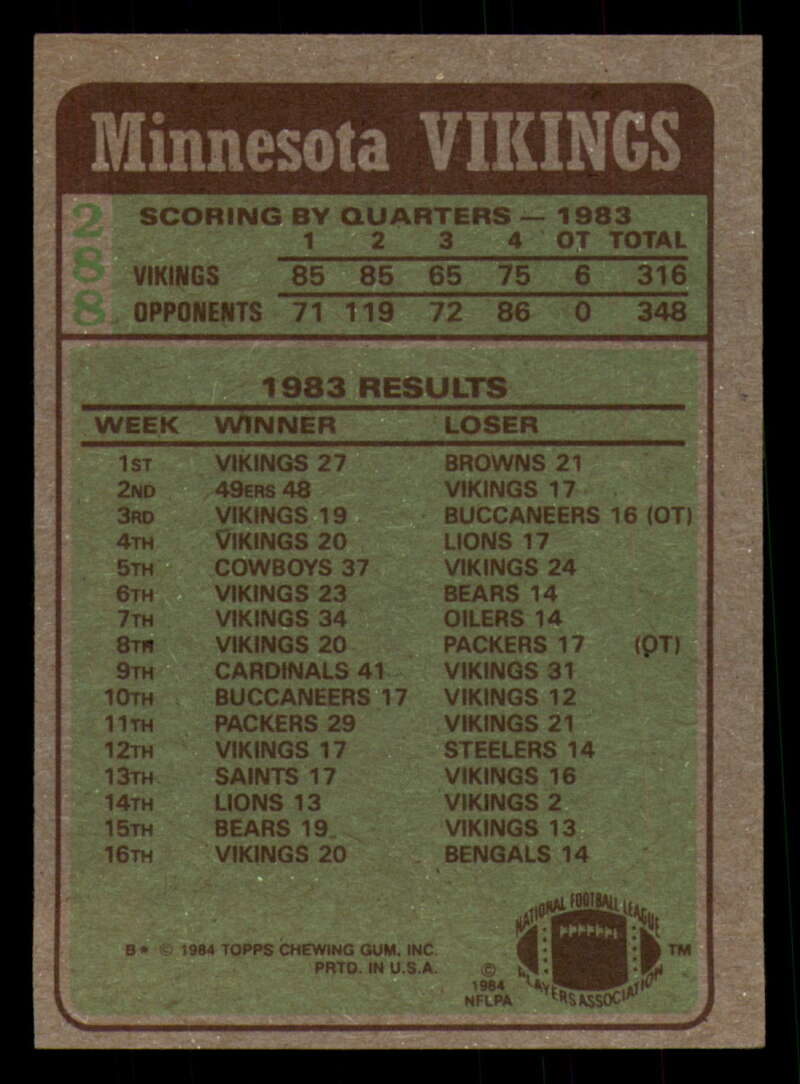 Minnesota VIKINGS
288
SCORING BY QUARTERS — 1983
1 2 3 4 OT TOTAL
VIKINGS 85 85 65 75 6 316
OPPONENTS 71 119 72 86 0 348
1983 RESULTS
WEEK WINNER LOSER
1ST VIKINGS 27 BROWNS 21
2ND 49ERS 48 VIKINGS 17
3RD VIKINGS 19 BUCCANEERS 16 (OT)
4TH VIKINGS 20 LIONS 17
5TH COWBOYS 37 VIKINGS 24
6TH VIKINGS 23 BEARS 14
7TH VIKINGS 34 OILERS 14
8TH VIKINGS 20 PACKERS 17 (OT)
9TH CARDINALS 41 VIKINGS 31
10TH BUCCANEERS 17 VIKINGS 12
11TH PACKERS 29 VIKINGS 21
12TH VIKINGS 17 STEELERS 14
13TH SAINTS 17 VIKINGS 16
14TH LIONS 13 VIKINGS 2
15TH BEARS 19 VIKINGS 13
16TH VIKINGS 20 BENGALS 14
B* © 1984 TOPPS CHEWING GUM, INC.
PRTD. IN U.S.A.
© 1984 NFLPA
NATIONAL FOOTBALL LEAGUE
PLAYERS ASSOCIATION
TM